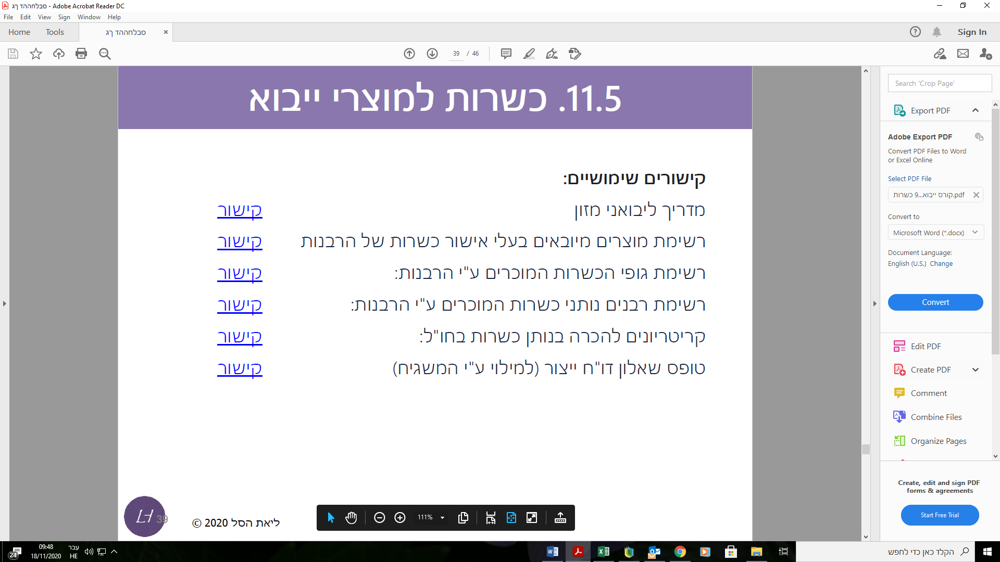 סבלחההד ךג - Adobe Acrobat Reader DC
File Edit View Sign Window Help
Home Tools סבלחההד ךג Sign In
39 / 46
11.5. כשרות למוצרי ייבוא
קישורים שימושיים:
מדריך ליבואני מזון קישור
רשימת מוצרים מיובאים בעלי אישור כשרות של הרבנות קישור
רשימת גופי הכשרות המוכרים ע"י הרבנות: קישור
רשימת רבנים נותני כשרות המוכרים ע"י הרבנות: קישור
קריטריונים להכרה בנותן כשרות בחו"ל: קישור
טופס שאלון דו"ח ייצור (למילוי ע"י המשגיח) קישור
LH 39
ליאת הסל 2020 ©
111%
Search 'Crop Page'
Export PDF
Adobe Export PDF
Convert PDF Files to Word
or Excel Online
Select PDF File
קורס ייבוא...9 כשרות.pdf
Convert to
Microsoft Word (*.docx)
Document Language:
English (U.S.) Change
Convert
Edit PDF
Create PDF
Comment
Combine Files
Organize Pages
Create, edit and sign PDF
forms & agreements
Start Free Trial
24
09:48
18/11/2020
עבר
HE
הקלד כאן כדי לחפש